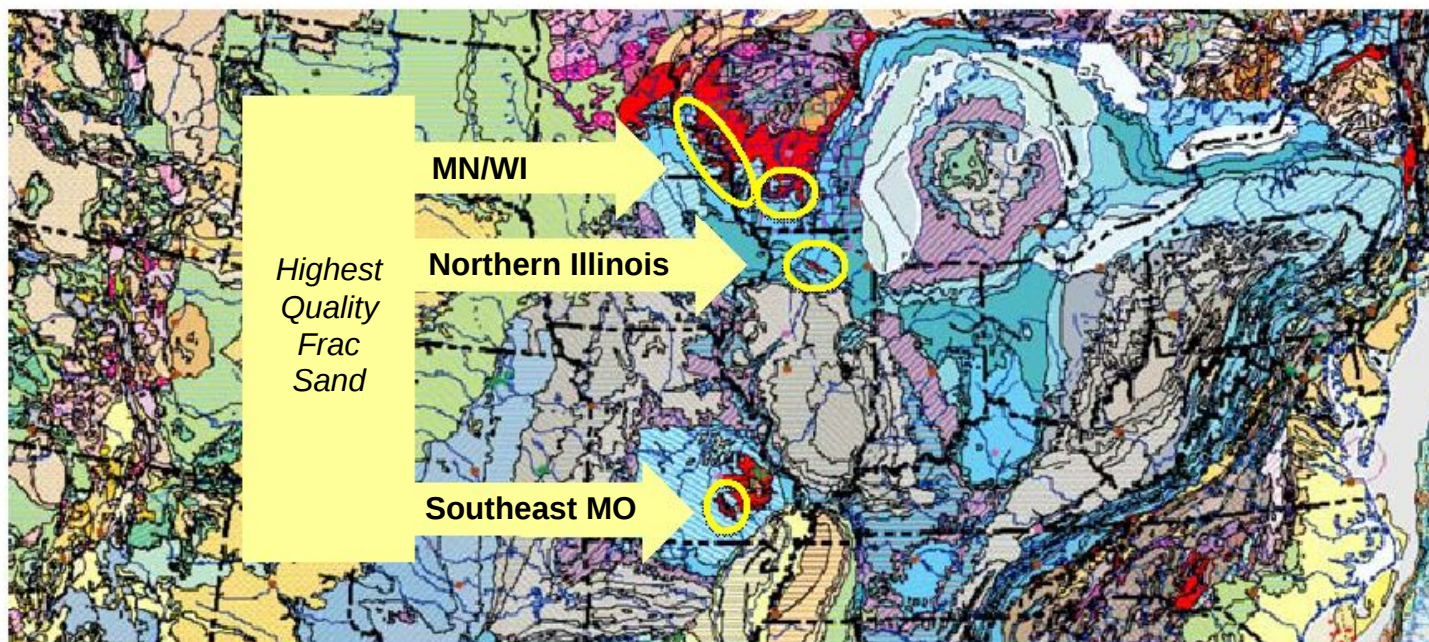 Highest
Quality
Frac
Sand
MN/WI
Northern Illinois
Southeast MO